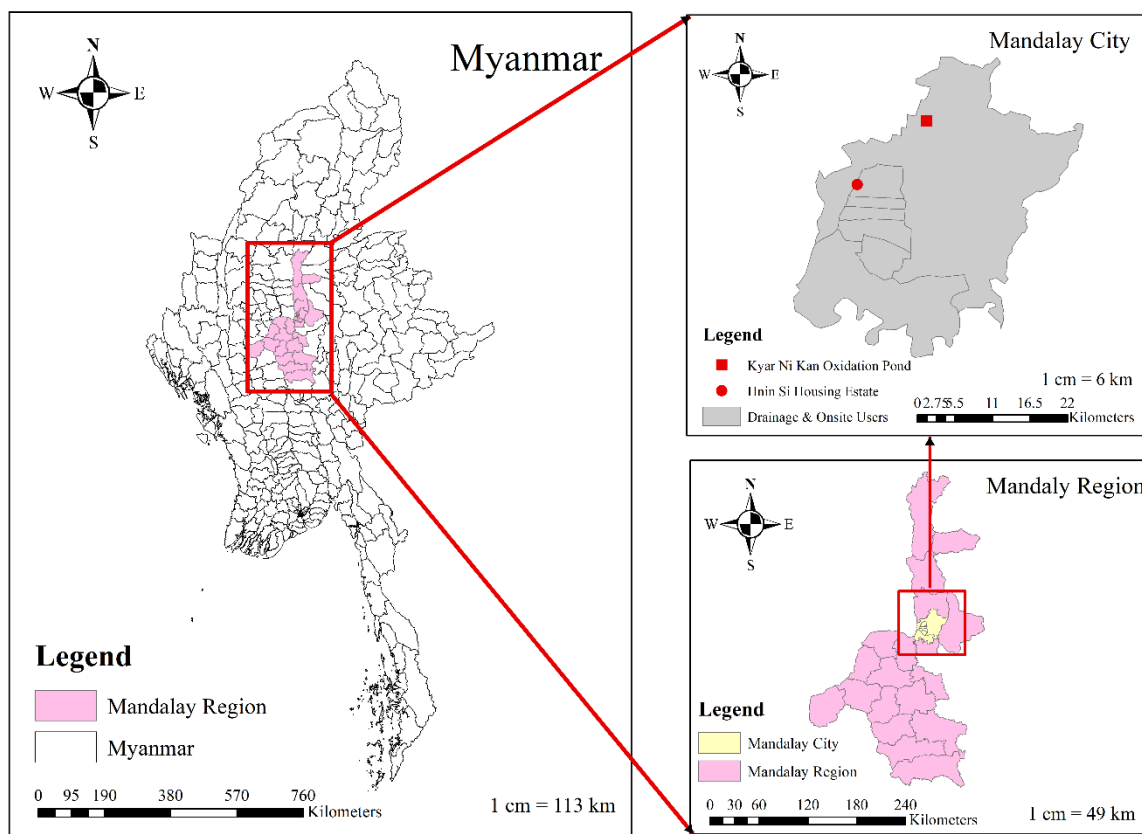 Myanmar
N
W E
S
Legend
Mandalay Region
Myanmar
0 95 190 380 570 760
Kilometers
1 cm = 113 km
Mandalay City
N
W E
S
Legend
Kyar Ni Kan Oxidation Pond
Hnin Si Housing Estate
Drainage & Onsite Users
1 cm = 6 km
0 2.75 5.5 11 16.5 22
Kilometers
Mandaly Region
N
W E
S
Legend
Mandalay City
Mandalay Region
0 30 60 120 180 240
Kilometers
1 cm = 49 km